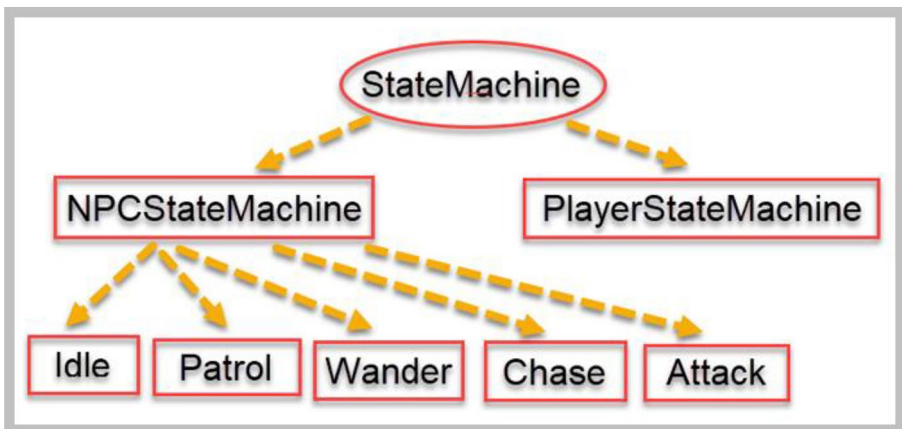 StateMachine
NPCStateMachine
PlayerStateMachine
Idle
Patrol
Wander
Chase
Attack